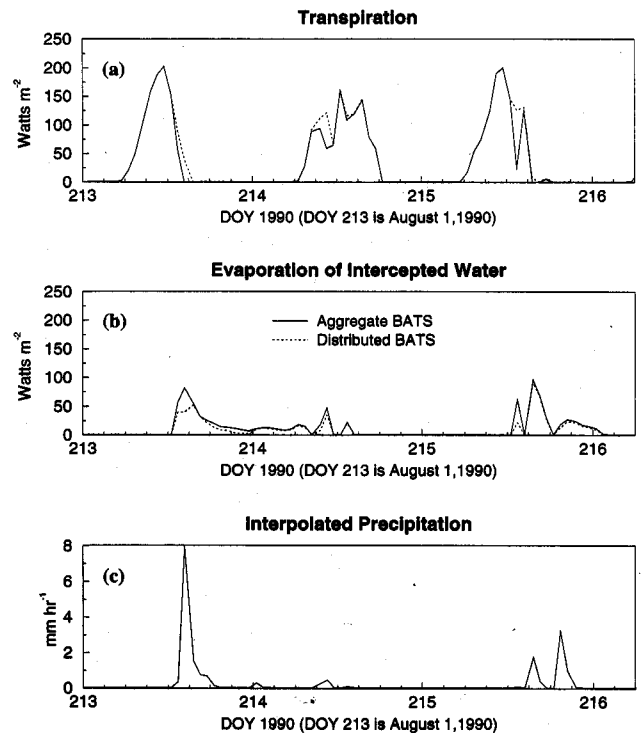 Transpiration
(a)
250
200
150
100
50
0
Watts m-2
213 214 215 216
DOY 1990 (DOY 213 is August 1,1990)
Evaporation of Intercepted Water
(b)
Aggregate BATS
Distributed BATS
250
200
150
100
50
0
Watts m-2
213 214 215 216
DOY 1990 (DOY 213 is August 1,1990)
Interpolated Precipitation
(c)
8
6
4
2
0
mm hr-1
213 214 215 216
DOY 1990 (DOY 213 is August 1,1990)